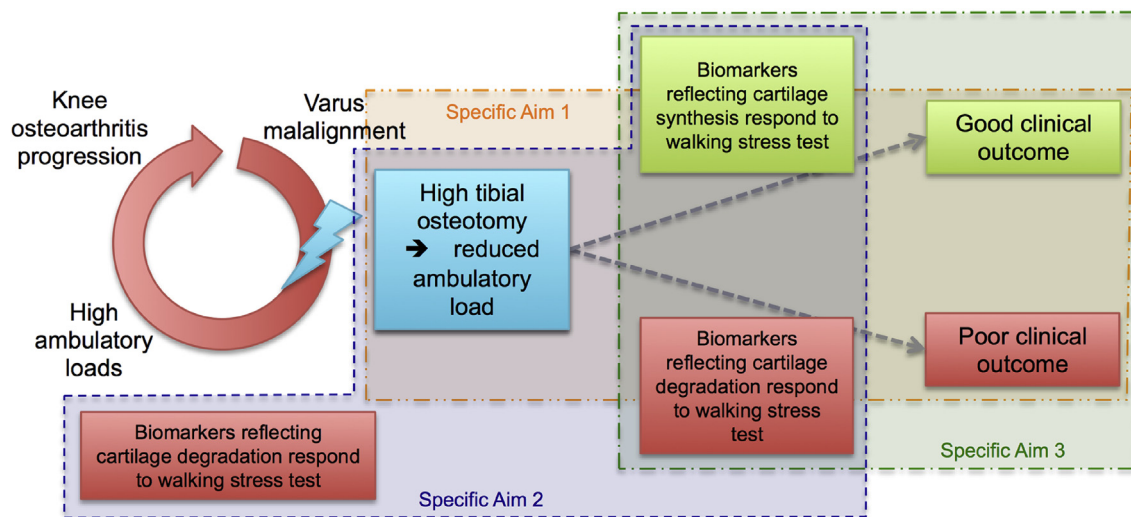 Knee
osteoarthritis
progression
Varus
malalignment
High
ambulatory
loads
Specific Aim 1
High tibial
osteotomy
➔ reduced
ambulatory
load
Biomarkers
reflecting cartilage
synthesis respond to
walking stress test
Good clinical
outcome
Biomarkers
reflecting cartilage
degradation respond
to walking stress
test
Poor clinical
outcome
Biomarkers reflecting
cartilage degradation respond
to walking stress test
Specific Aim 2
Specific Aim 3